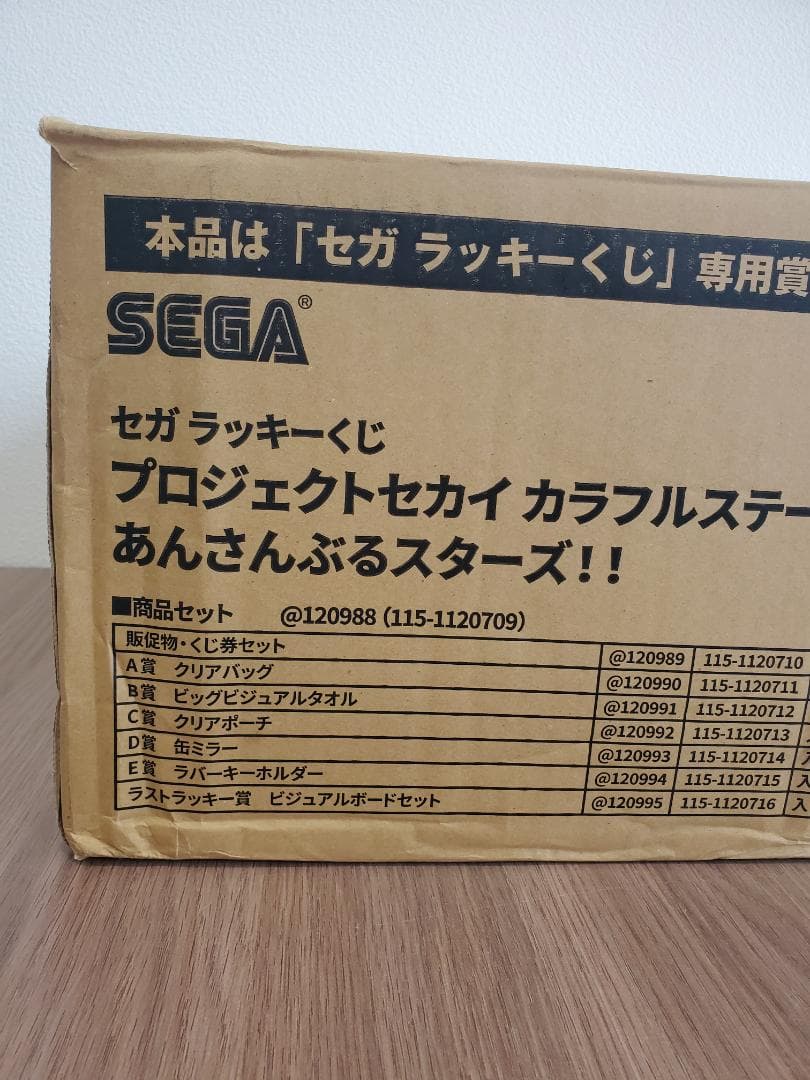 本品は「セガ ラッキーくじ」専用賞
SEGA®
セガ ラッキーくじ
プロジェクトセカイ カラフルステー
あんさんぶるスターズ!!
■商品セット @120988(115-1120709)
販促物・くじ券セット @120989 115-1120710
A賞 クリアバッグ @120990 115-1120711
B賞 ビッグビジュアルタオル @120991 115-1120712
C賞 クリアポーチ @120992 115-1120713
D賞 缶ミラー @120993 115-1120714
E賞 ラバーキーホルダー @120994 115-1120715 入
ラストラッキー賞 ビジュアルボードセット @120995 115-1120716 入